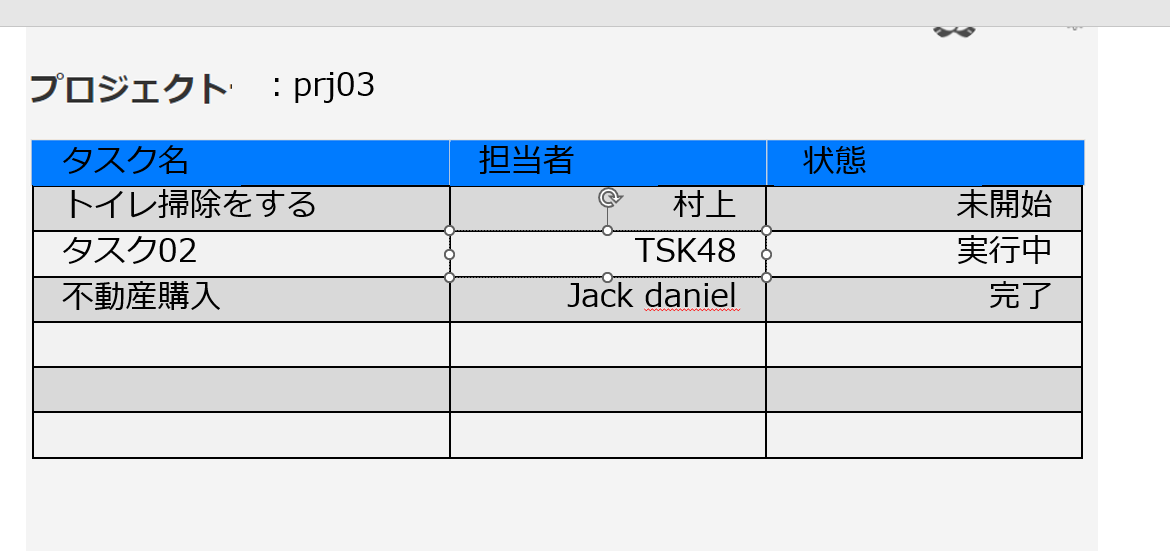 プロジェクト : prj03
タスク名 担当者 状態
トイレ掃除をする 村上 未開始
タスク02 TSK48 実行中
不動産購入 Jack daniel 完了